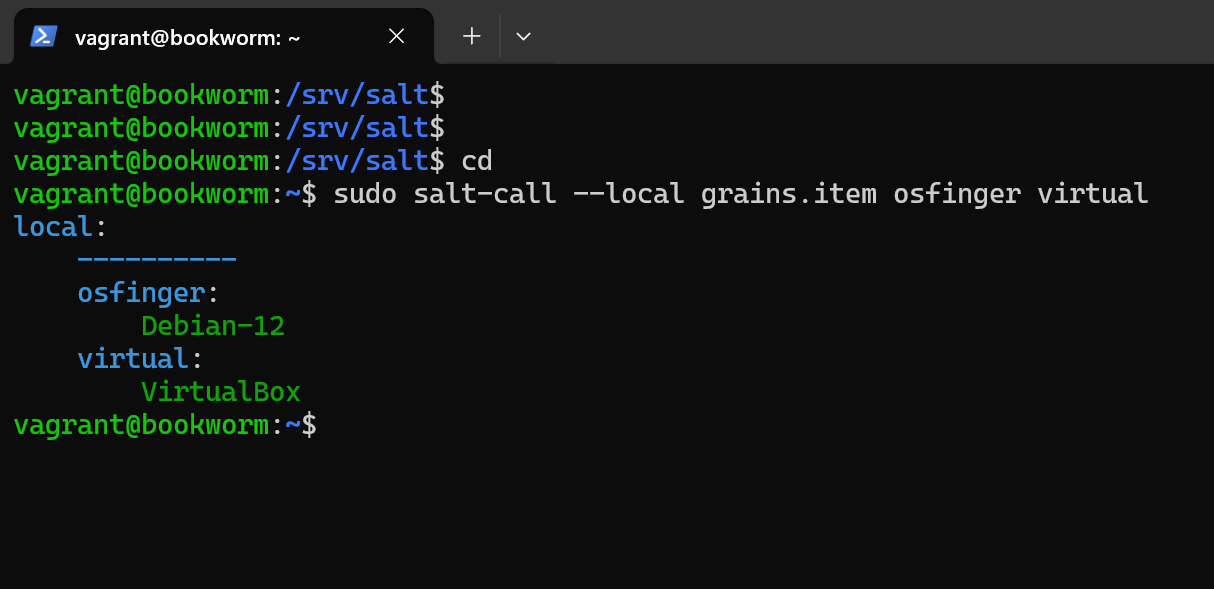 vagrant@bookworm: ~
vagrant@bookworm:/srv/salt$
vagrant@bookworm:/srv/salt$
vagrant@bookworm:/srv/salt$ cd
vagrant@bookworm:~$ sudo salt-call --local grains.item osfinger virtual
local:
    ----------
    osfinger:
        Debian-12
    virtual:
        VirtualBox
vagrant@bookworm:~$